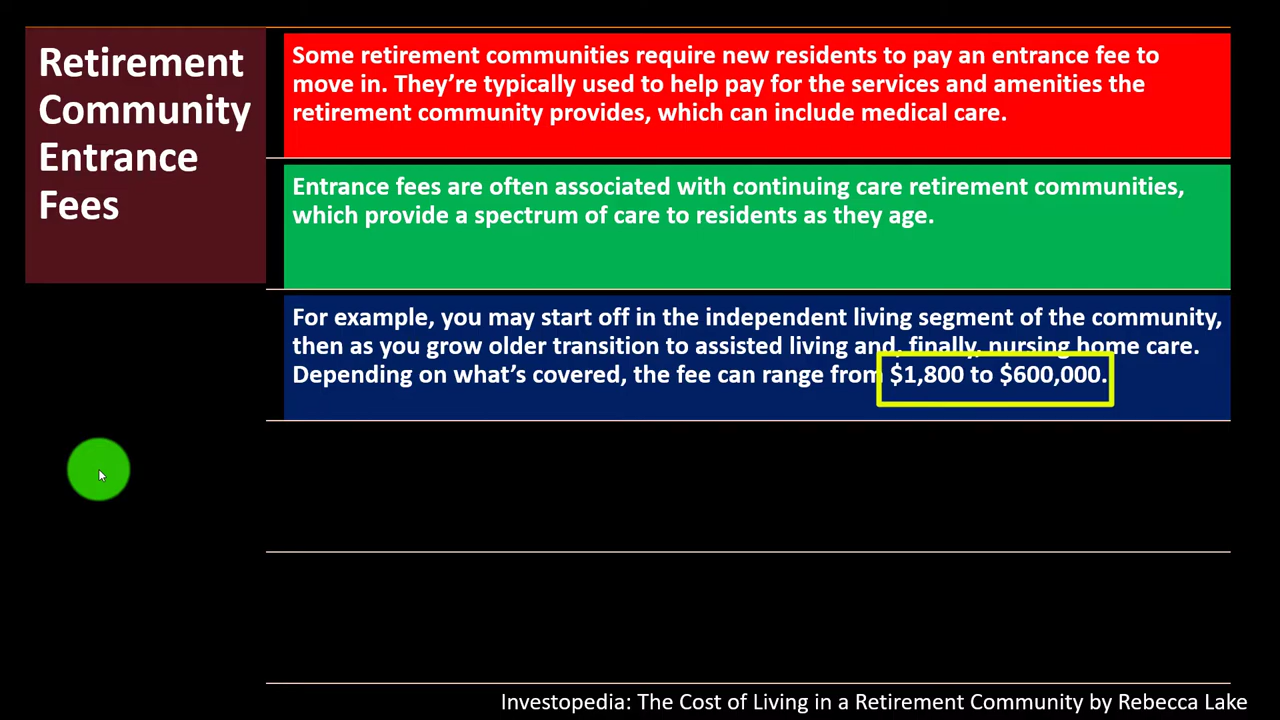 Retirement
Community
Entrance
Fees
Some retirement communities require new residents to pay an entrance fee to
move in. They’re typically used to help pay for the services and amenities the
retirement community provides, which can include medical care.
Entrance fees are often associated with continuing care retirement communities,
which provide a spectrum of care to residents as they age.
For example, you may start off in the independent living segment of the community,
then as you grow older transition to assisted living and, finally, nursing home care.
Depending on what’s covered, the fee can range from $1,800 to $600,000.
Investopedia: The Cost of Living in a Retirement Community by Rebecca Lake